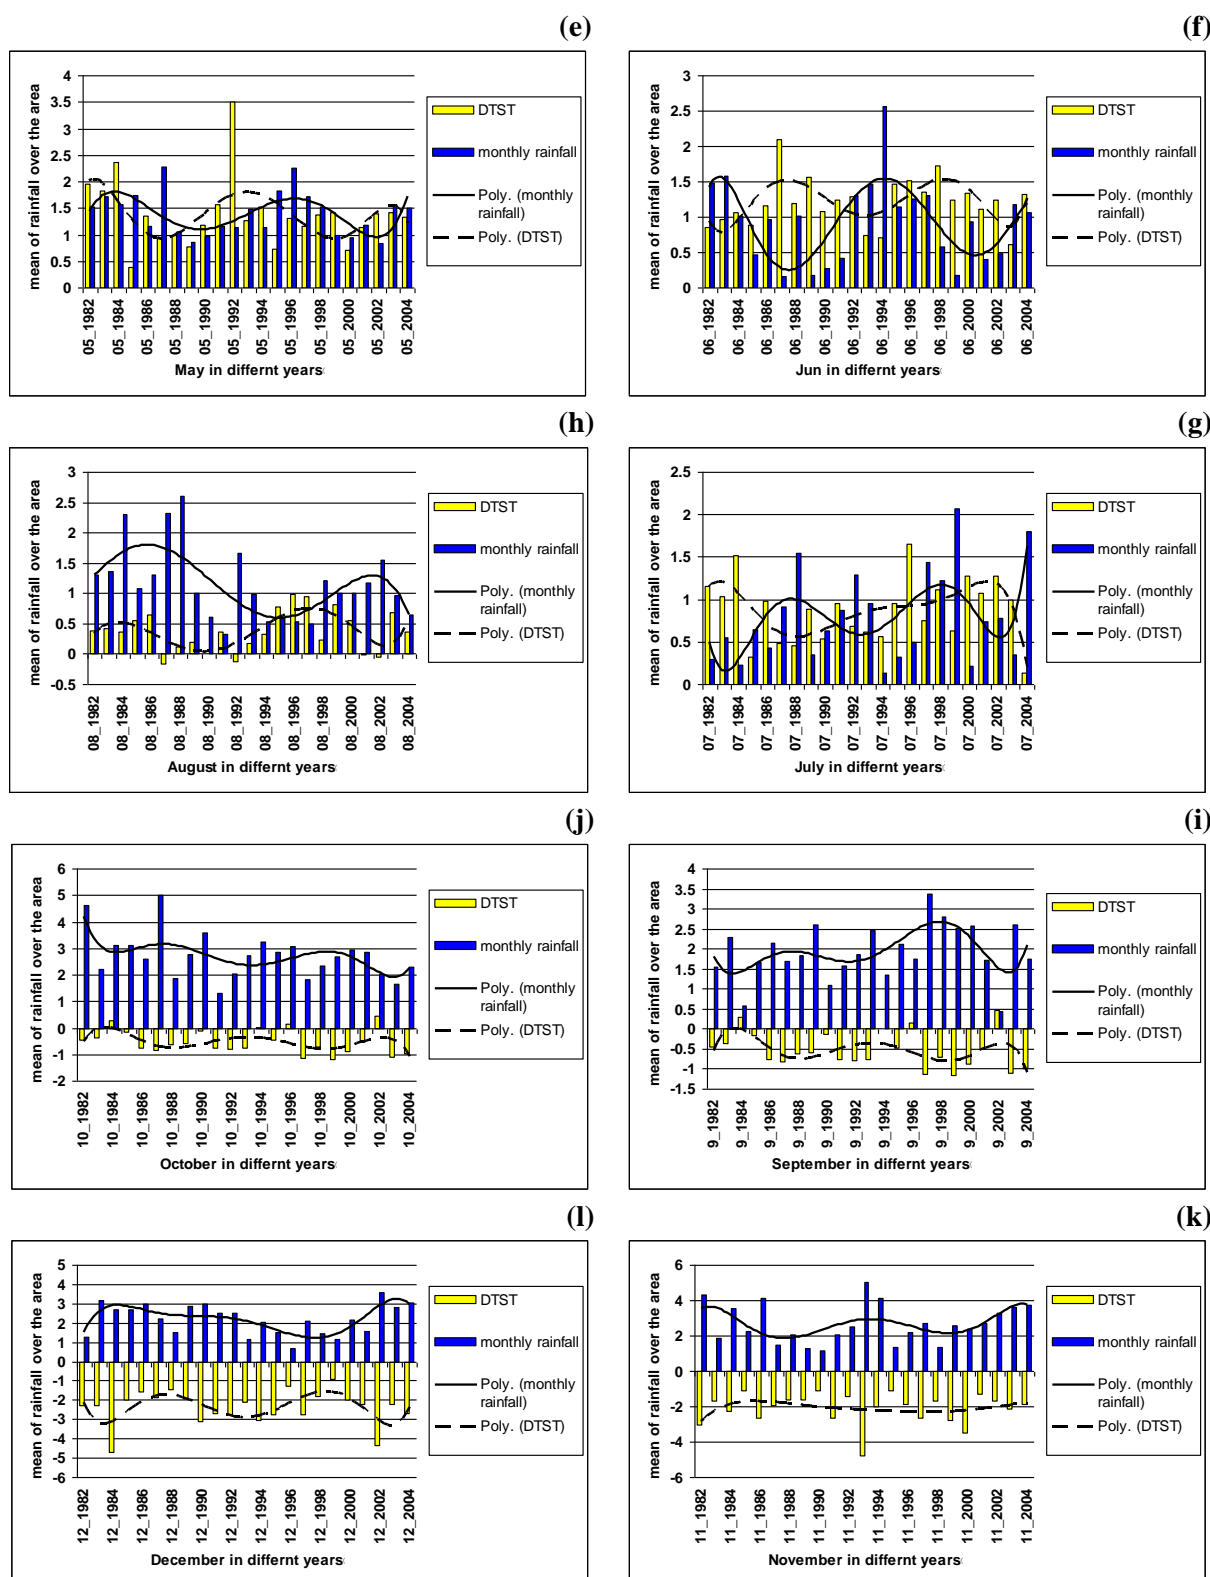 (e)
mean of rainfall over the area
4
3.5
3
2.5
2
1.5
1
0.5
0
05_1982
05_1984
05_1986
05_1988
05_1990
05_1992
05_1994
05_1996
05_1998
05_2000
05_2002
05_2004
May in differnt years
DTST
monthly rainfall
Poly. (monthly
rainfall)
Poly. (DTST)
(f)
mean of rainfall over the area
3
2.5
2
1.5
1
0.5
0
06_1982
06_1984
06_1986
06_1988
06_1990
06_1992
06_1994
06_1996
06_1998
06_2000
06_2002
06_2004
Jun in differnt years
DTST
monthly rainfall
Poly. (monthly
rainfall)
Poly. (DTST)
(h)
mean of rainfall over the area
3
2.5
2
1.5
1
0.5
0
-0.5
08_1982
08_1984
08_1986
08_1988
08_1990
08_1992
08_1994
08_1996
08_1998
08_2000
08_2002
08_2004
August in differnt years
DTST
monthly rainfall
Poly. (monthly
rainfall)
Poly. (DTST)
(g)
mean of rainfall over the area
2.5
2
1.5
1
0.5
0
07_1982
07_1984
07_1986
07_1988
07_1990
07_1992
07_1994
07_1996
07_1998
07_2000
07_2002
07_2004
July in differnt years
DTST
monthly rainfall
Poly. (monthly
rainfall)
Poly. (DTST)
(j)
mean of rainfall over the area
6
5
4
3
2
1
0
-1
-2
10_1982
10_1984
10_1986
10_1988
10_1990
10_1992
10_1994
10_1996
10_1998
10_2000
10_2002
10_2004
October in differnt years
DTST
monthly rainfall
Poly. (monthly
rainfall)
Poly. (DTST)
(i)
mean of rainfall over the area
4
3.5
3
2.5
2
1.5
1
0.5
0
-0.5
-1
-1.5
9_1982
9_1984
9_1986
9_1988
9_1990
9_1992
9_1994
9_1996
9_1998
9_2000
9_2002
9_2004
September in differnt years
DTST
monthly rainfall
Poly. (monthly
rainfall)
Poly. (DTST)
(l)
mean of rainfall over the area
5
4
3
2
1
0
-1
-2
-3
-4
-5
-6
12_1982
12_1984
12_1986
12_1988
12_1990
12_1992
12_1994
12_1996
12_1998
12_2000
12_2002
12_2004
December in differnt years
DTST
monthly rainfall
Poly. (monthly
rainfall)
Poly. (DTST)
(k)
mean of rainfall over the area
6
4
2
0
-2
-4
-6
11_1982
11_1984
11_1986
11_1988
11_1990
11_1992
11_1994
11_1996
11_1998
11_2000
11_2002
11_2004
November in differnt years
DTST
monthly rainfall
Poly. (monthly
rainfall)
Poly. (DTST)